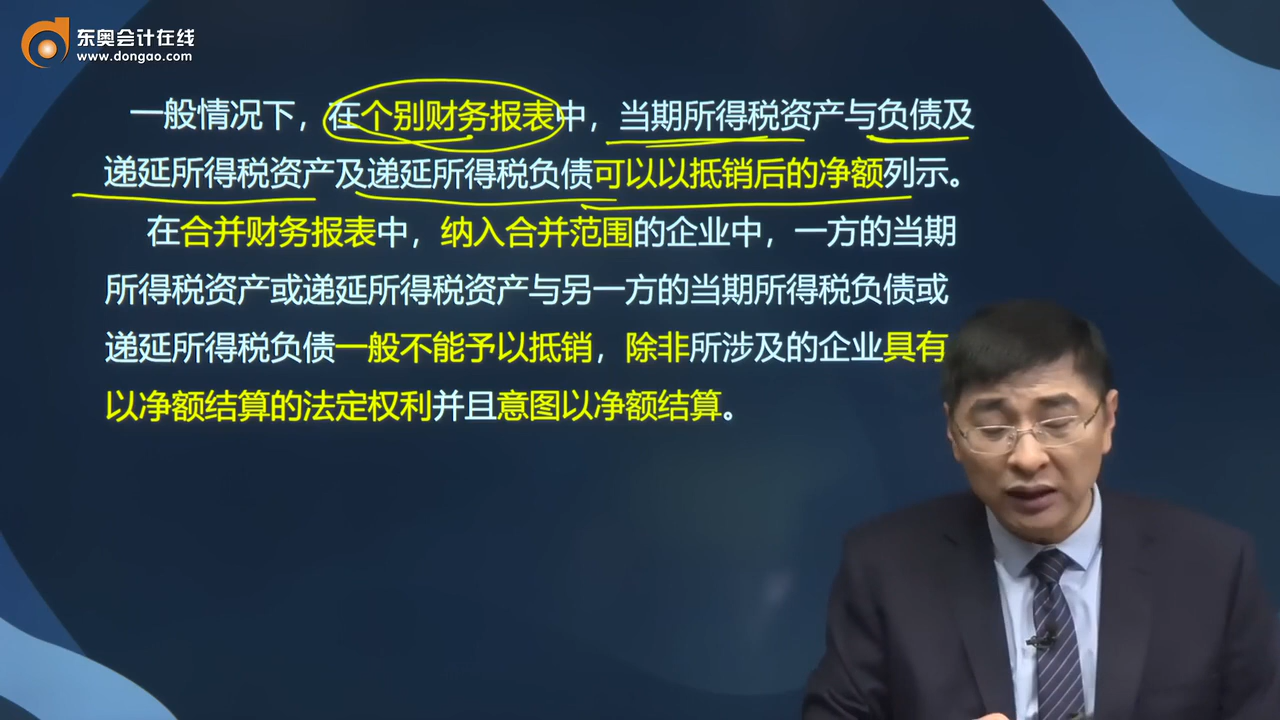 东奥会计在线
www.dongao.com
一般情况下，在个别财务报表中，当期所得税资产与负债及
递延所得税资产及递延所得税负债可以以抵销后的净额列示。
在合并财务报表中，纳入合并范围的企业中，一方的当期
所得税资产或递延所得税资产与另一方的当期所得税负债或
递延所得税负债一般不能予以抵销，除非所涉及的企业具有
以净额结算的法定权利并且意图以净额结算。